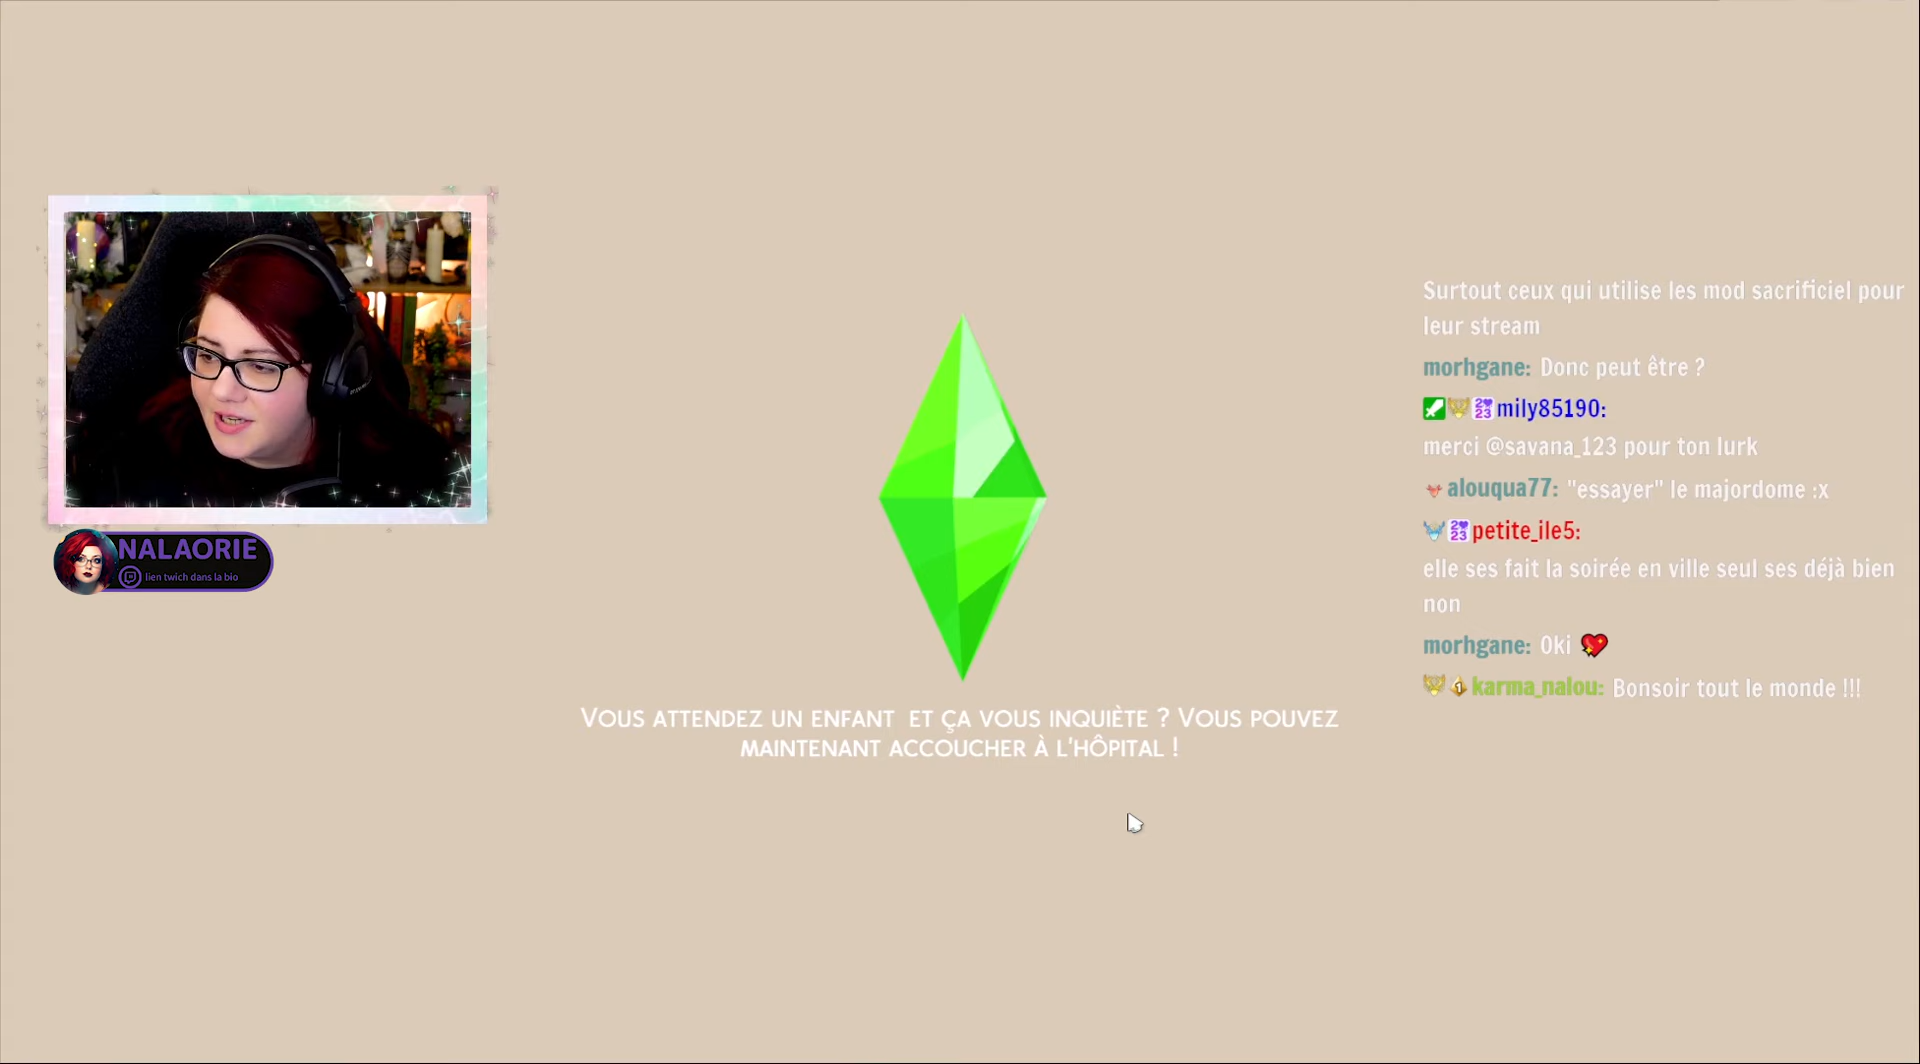 Surtout ceux qui utilise les mod sacrificiel pour
leur stream
morhgane: Donc peut être ?
mily85190:
merci @savana_123 pour ton lurk
alouqua77: "essayer" le majordome :x
petite_ile5:
elle ses fait la soirée en ville seul ses déjà bien
non
morhgane: Oki
karma_nalou: Bonsoir tout le monde !!!
NALAORIE
lien twich dans la bio
VOUS ATTENDEZ UN ENFANT ET ÇA VOUS INQUIÈTE ? VOUS POUVEZ
MAINTENANT ACCOUCHER À L'HÔPITAL !